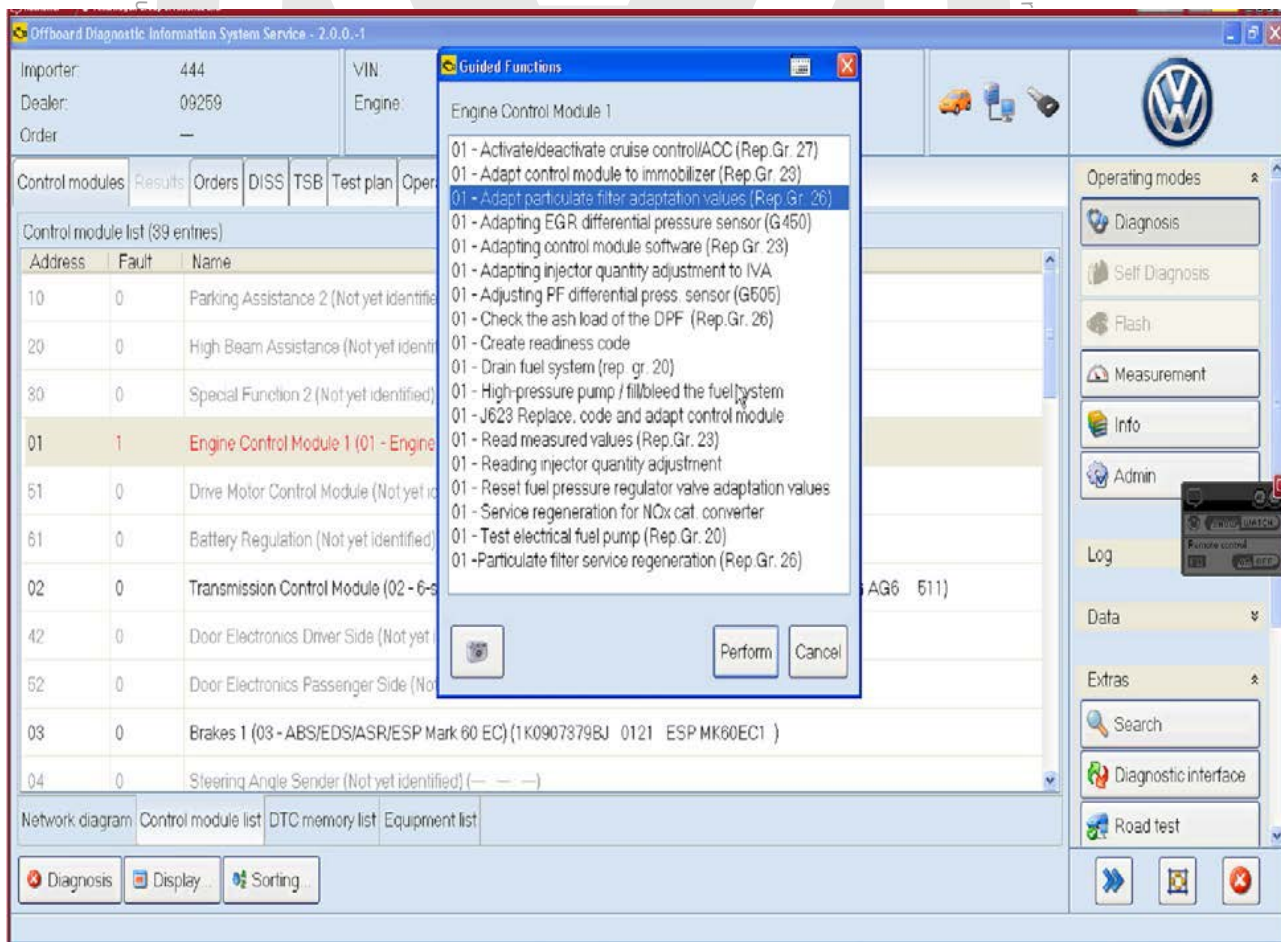 Offboard Diagnostic Information System Service - 2.0.0.-1
Importer: 444 VIN
Dealer: 09259 Engine:
Order —
Control modules Results Orders DISS TSB Test plan Oper
Control module list (39 entries)
Address Fault Name
10 0 Parking Assistance 2 (Not yet identifie
20 0 High Beam Assistance (Not yet identi
30 0 Special Function 2 (Not yet identified)
01 1 Engine Control Module 1 (01 - Engine
51 0 Drive Motor Control Module (Not yet
61 0 Battery Regulation (Not yet identified)
02 0 Transmission Control Module (02 - 6-s AG6 511)
42 0 Door Electronics Driver Side (Not yet
52 0 Door Electronics Passenger Side (No
03 0 Brakes 1 (03 - ABS/EDS/ASR/ESP Mark 60 EC) (1K0907379BJ 0121 ESP MK60EC1 )
04 0 Steering Angle Sender (Not yet identified) (— — —)
Network diagram Control module list DTC memory list Equipment list
Diagnosis Display... Sorting...
Guided Functions
Engine Control Module 1
01 - Activate/deactivate cruise control/ACC (Rep.Gr. 27)
01 - Adapt control module to immobilizer (Rep.Gr. 23)
01 - Adapt particulate filter adaptation values (Rep.Gr. 26)
01 - Adapting EGR differential pressure sensor (G450)
01 - Adapting control module software (Rep.Gr. 23)
01 - Adapting injector quantity adjustment to IVA
01 - Adjusting PF differential press. sensor (G505)
01 - Check the ash load of the DPF (Rep.Gr. 26)
01 - Create readiness code
01 - Drain fuel system (rep. gr. 20)
01 - High-pressure pump / fill/bleed the fuel system
01 - J623 Replace, code and adapt control module
01 - Read measured values (Rep.Gr. 23)
01 - Reading injector quantity adjustment
01 - Reset fuel pressure regulator valve adaptation values
01 - Service regeneration for NOx cat. converter
01 - Test electrical fuel pump (Rep.Gr. 20)
01 -Particulate filter service regeneration (Rep.Gr. 26)
Perform Cancel
Operating modes
Diagnosis
Self Diagnosis
Flash
Measurement
Info
Admin
Remote control
Log
Data
Extras
Search
Diagnostic interface
Road test